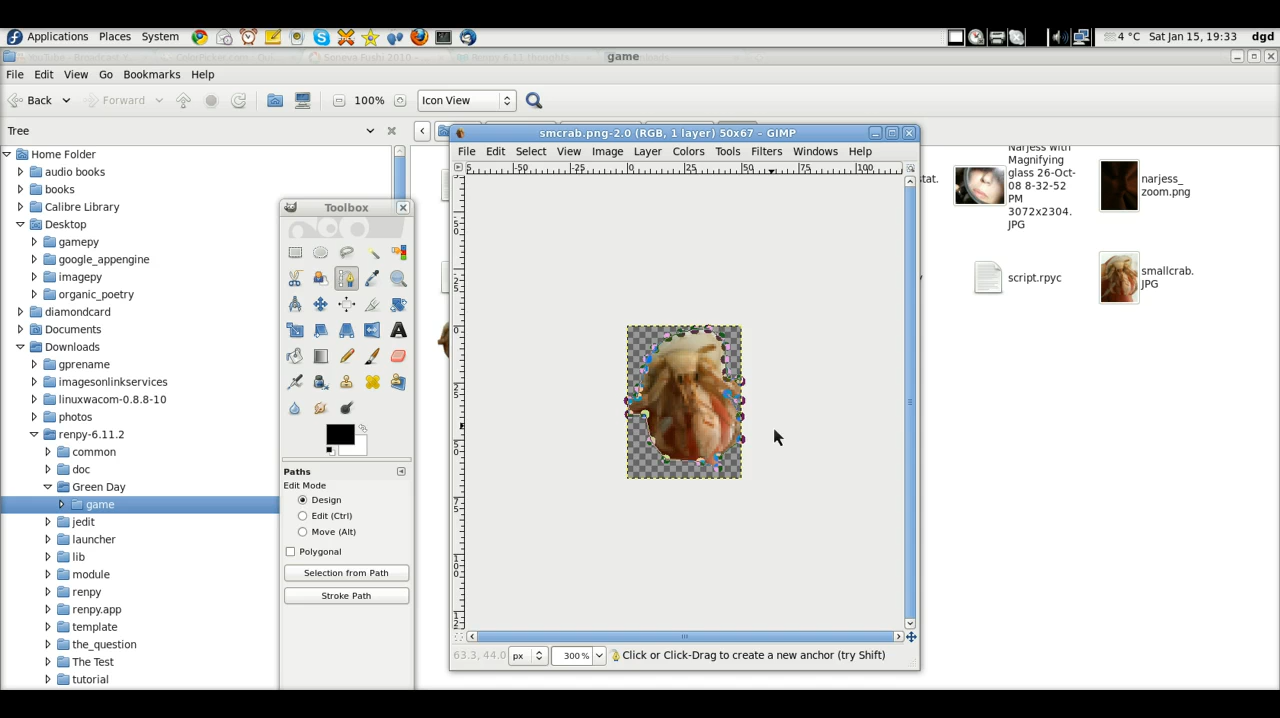 Applications Places System 4 °C Sat Jan 15, 19:33 dgd
game
File Edit View Go Bookmarks Help
Back Forward 100% Icon View
Tree
Home Folder
audio books
books
Calibre Library
Desktop
gamepy
google_appengine
imagepy
organic_poetry
diamondcard
Documents
Downloads
gprename
imagesonlinkservices
linuxwacom-0.8.8-10
photos
renpy-6.11.2
common
doc
Green Day
game
jedit
launcher
lib
module
renpy
renpy.app
template
the_question
The Test
tutorial
Toolbox
Paths
Edit Mode
Design
Edit (Ctrl)
Move (Alt)
Polygonal
Selection from Path
Stroke Path
smcrab.png-2.0 (RGB, 1 layer) 50x67 – GIMP
File Edit Select View Image Layer Colors Tools Filters Windows Help
-50 -25 0 25 50 75 100
63.3, 44.0 px 300% Click or Click-Drag to create a new anchor (try Shift)
Narjess with
Magnifying
glass 26-Oct-
08 8-32-52
PM
3072x2304.
JPG
narjess_
zoom.png
script.rpyc
smallcrab.
JPG